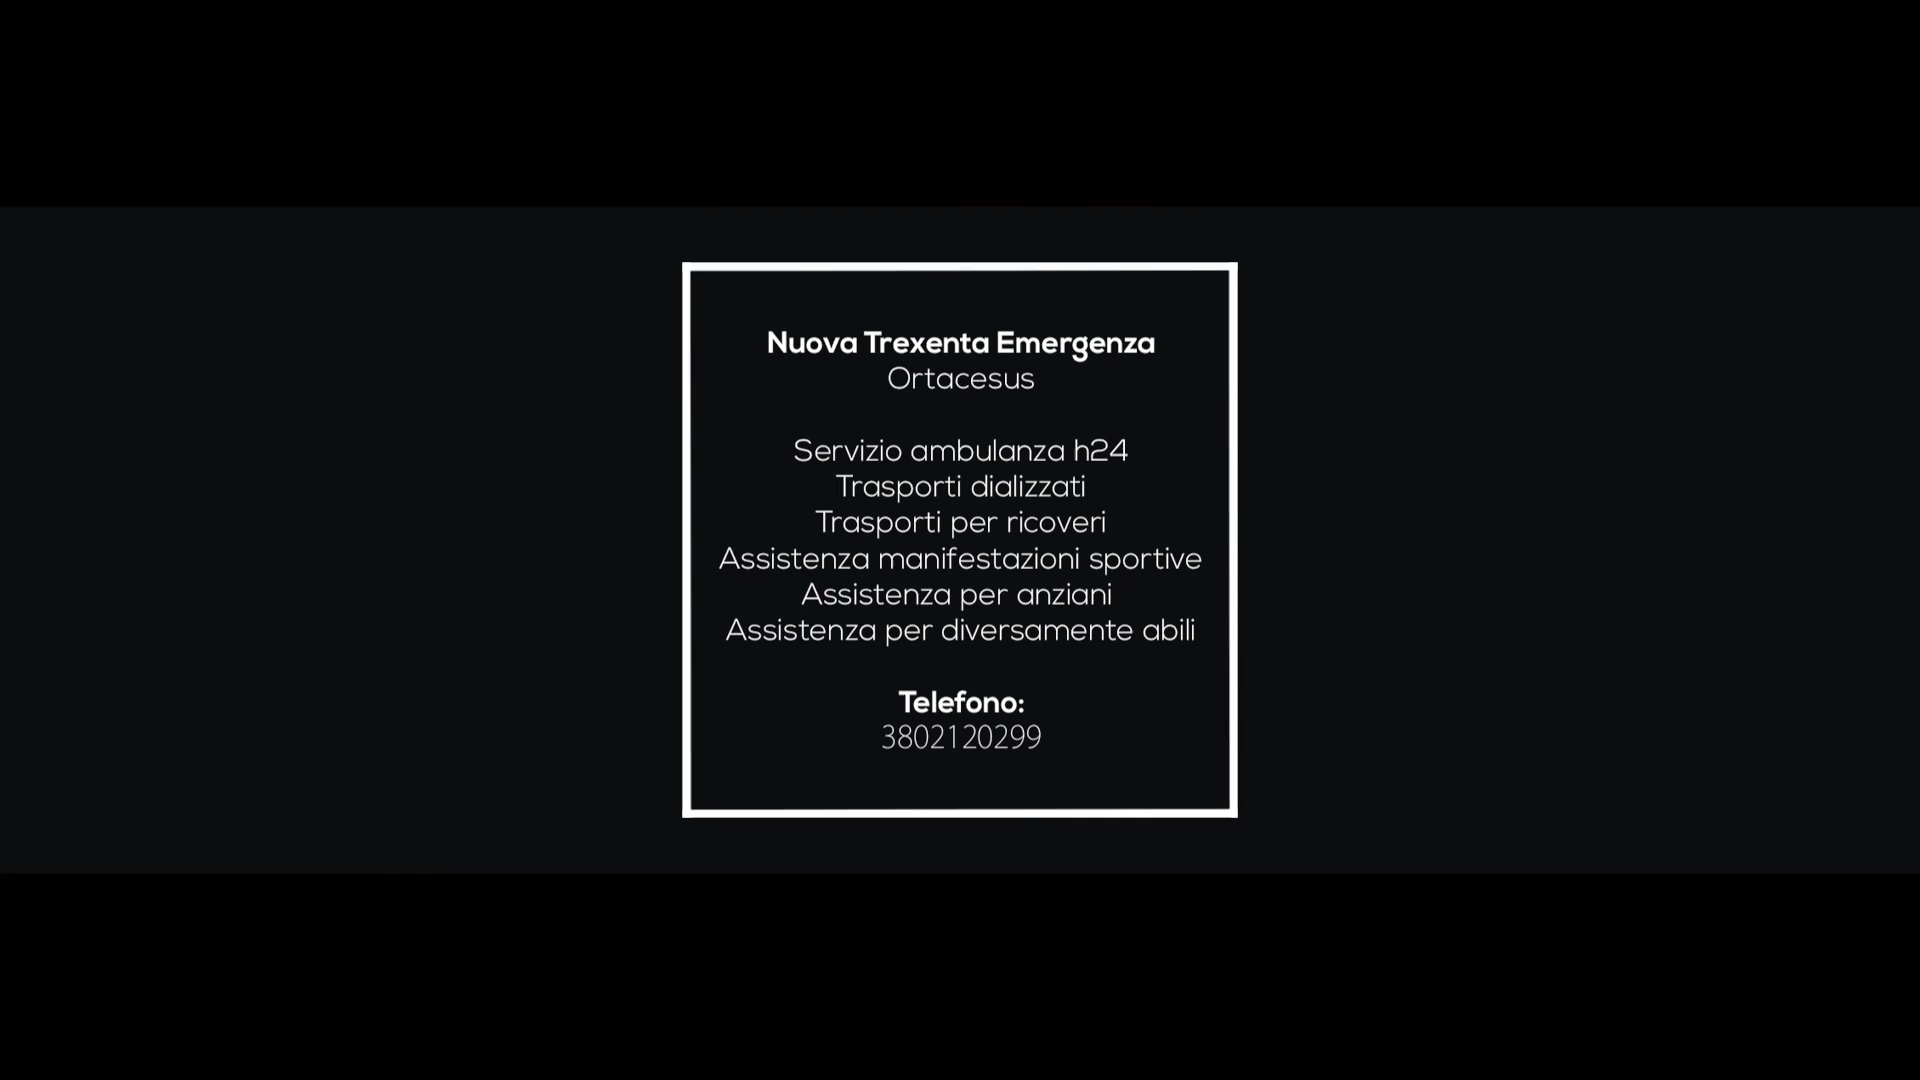 Nuova Trexenta Emergenza
Ortacesus
Servizio ambulanza h24
Trasporti dializzati
Trasporti per ricoveri
Assistenza manifestazioni sportive
Assistenza per anziani
Assistenza per diversamente abili
Telefono:
3802120299